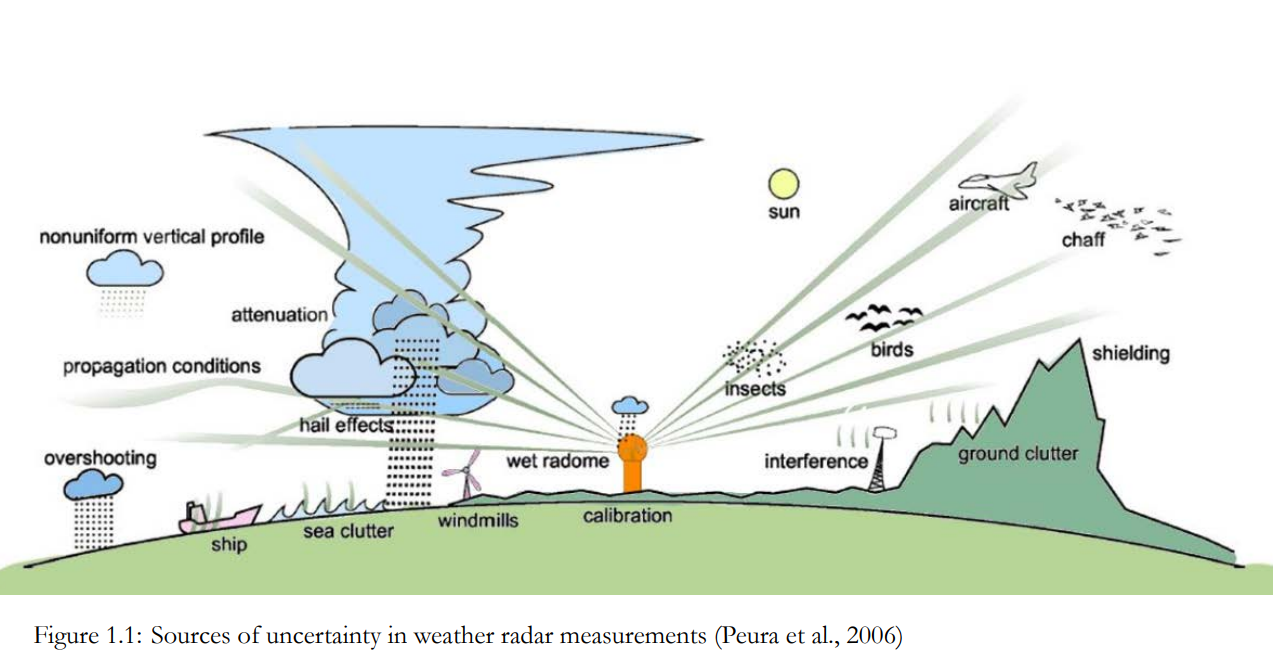 sun
aircraft
chaff
nonuniform vertical profile
attenuation
birds
shielding
propagation conditions
insects
hail effects
overshooting
wet radome
interference
ground clutter
ship
sea clutter
windmills
calibration
Figure 1.1: Sources of uncertainty in weather radar measurements (Peura et al., 2006)